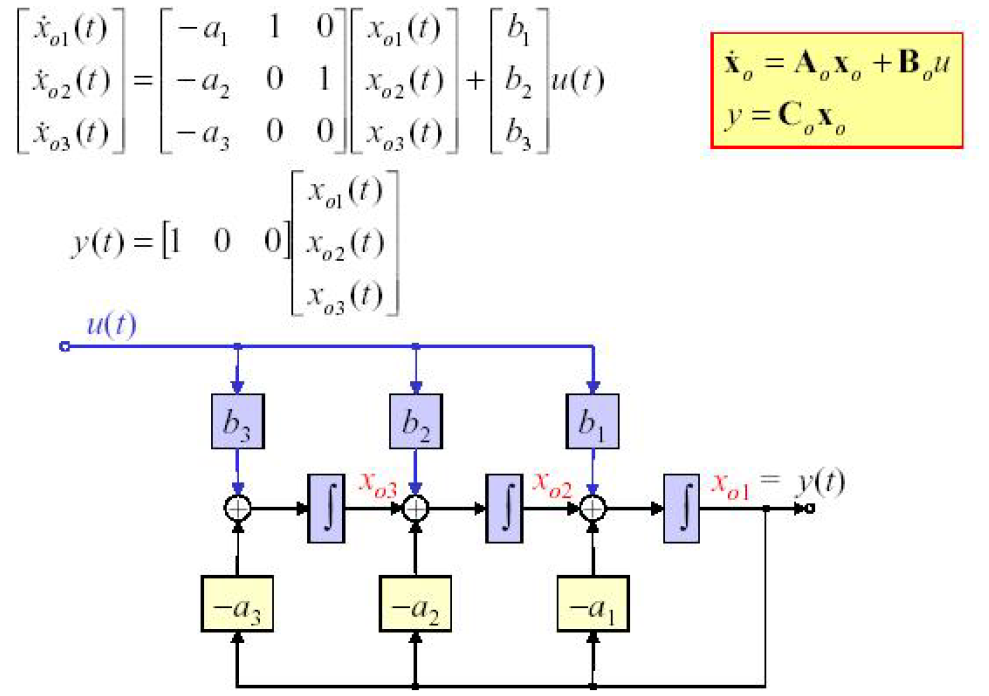 [ẋₒ₁(t) ẋₒ₂(t) ẋₒ₃(t)] = [−a₁ 1 0; −a₂ 0 1; −a₃ 0 0] [xₒ₁(t) xₒ₂(t) xₒ₃(t)] + [b₁ b₂ b₃] u(t)
ẋₒ = Aₒxₒ + Bₒu
y = Cₒxₒ
y(t) = [1 0 0] [xₒ₁(t) xₒ₂(t) xₒ₃(t)]
u(t)
b₃ b₂ b₁
∫ xₒ₃ ∫ xₒ₂ ∫ xₒ₁ = y(t)
−a₃ −a₂ −a₁